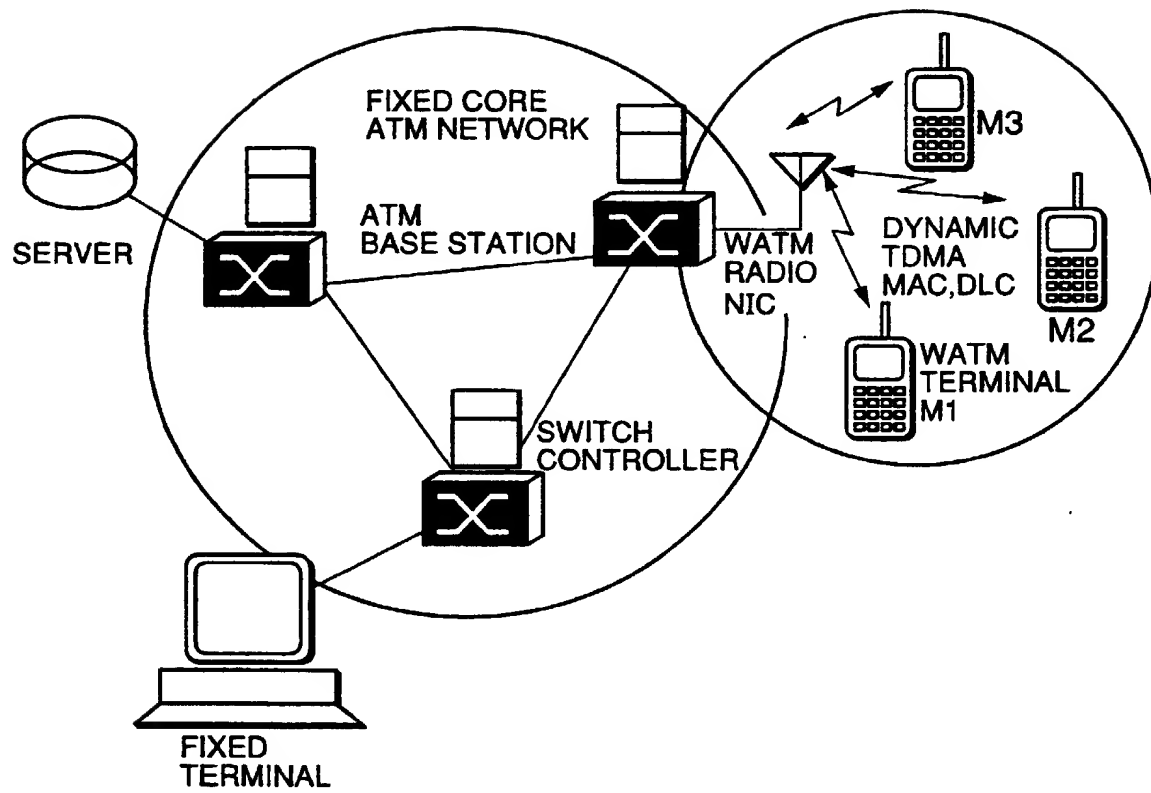 FIXED CORE
ATM NETWORK
M3
SERVER
ATM
BASE STATION
WATM
RADIO
NIC
DYNAMIC
TDMA
MAC,DLC
M2
WATM
TERMINAL
M1
SWITCH
CONTROLLER
FIXED
TERMINAL